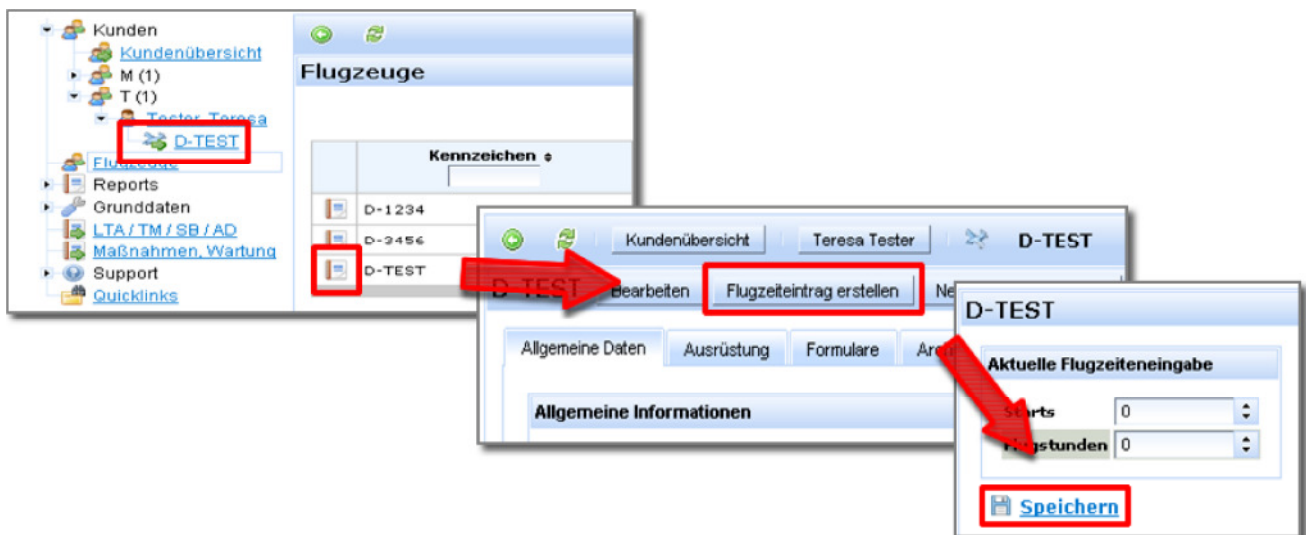 Kunden
Kundenübersicht
M (1)
T (1)
Tester, Teresa
D-TEST
Flugzeuge
Reports
Grunddaten
LTA / TM / SB / AD
Maßnahmen, Wartung
Support
Quicklinks
Flugzeuge
Kennzeichen
D-1234
D-3456
D-TEST
Kundenübersicht Teresa Tester D-TEST
D-TEST Bearbeiten Flugzeiteintrag erstellen
Allgemeine Daten Ausrüstung Formulare
Allgemeine Informationen
D-TEST
Aktuelle Flugzeiteneingabe
Starts 0
Flugstunden 0
Speichern